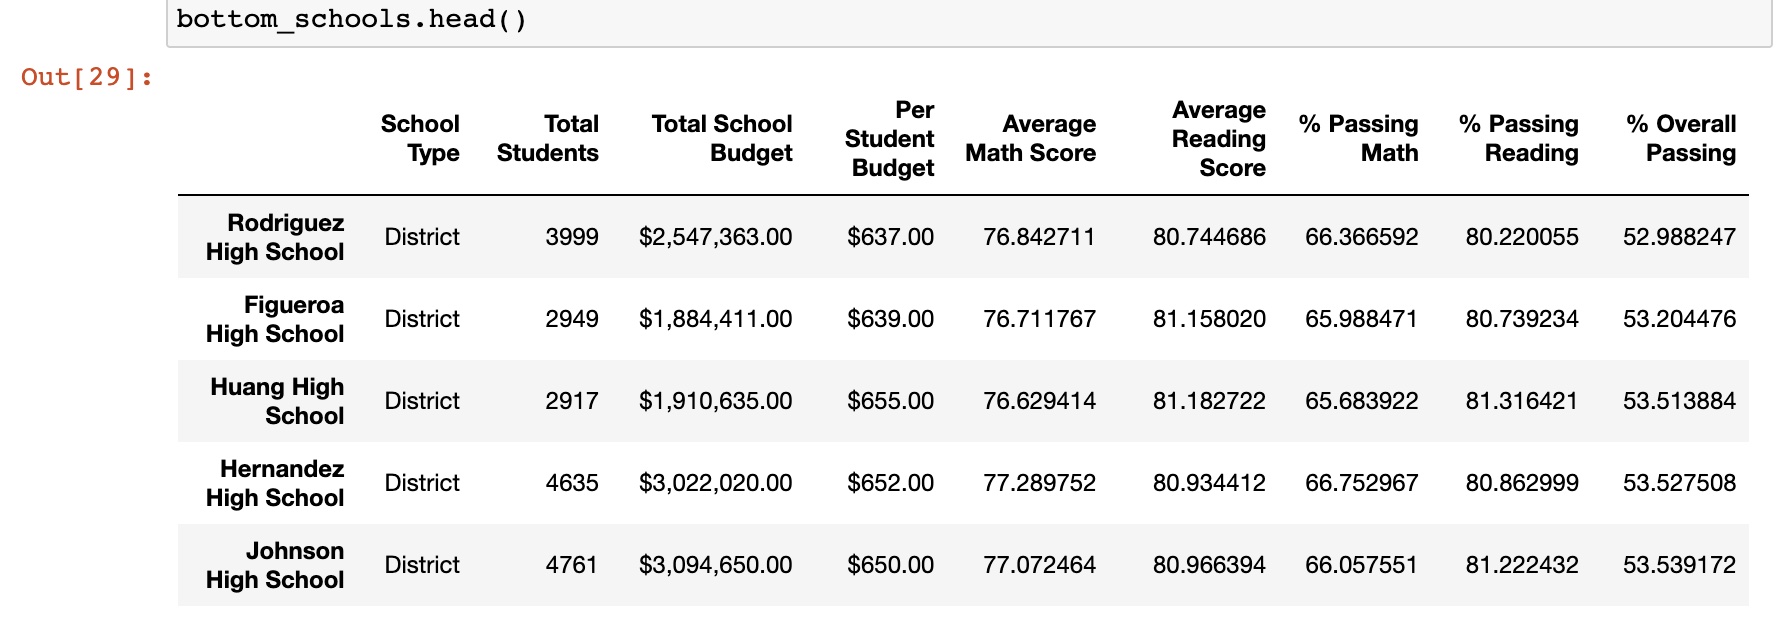 bottom_schools.head()
Out[29]:
School Type Total Students Total School Budget Per Student Budget Average Math Score Average Reading Score % Passing Math % Passing Reading % Overall Passing
Rodriguez High School District 3999 $2,547,363.00 $637.00 76.842711 80.744686 66.366592 80.220055 52.988247
Figueroa High School District 2949 $1,884,411.00 $639.00 76.711767 81.158020 65.988471 80.739234 53.204476
Huang High School District 2917 $1,910,635.00 $655.00 76.629414 81.182722 65.683922 81.316421 53.513884
Hernandez High School District 4635 $3,022,020.00 $652.00 77.289752 80.934412 66.752967 80.862999 53.527508
Johnson High School District 4761 $3,094,650.00 $650.00 77.072464 80.966394 66.057551 81.222432 53.539172